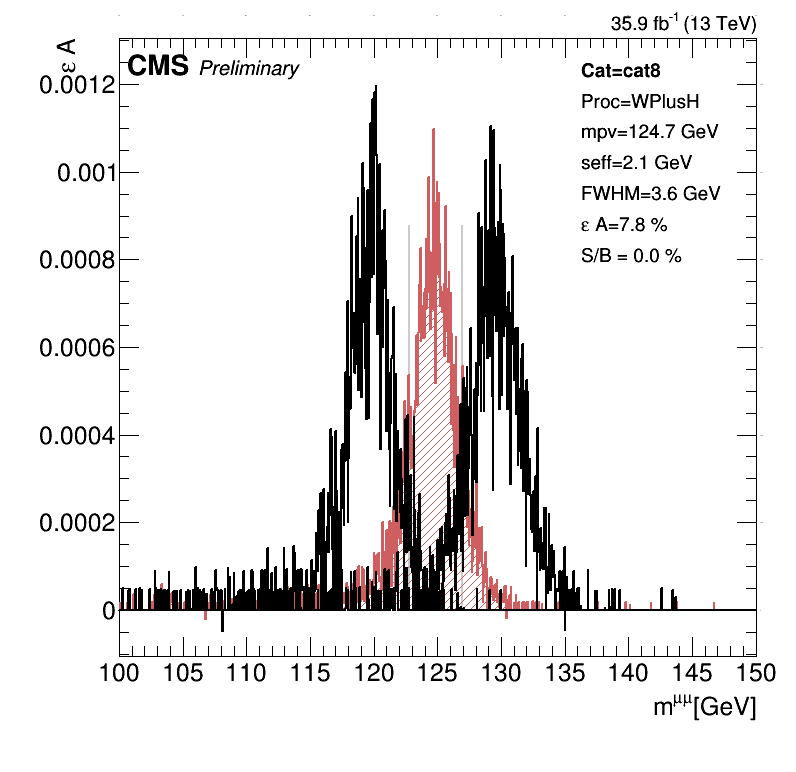 35.9 fb⁻¹ (13 TeV)
ε A
CMS Preliminary
Cat=cat8
Proc=WPlusH
mpv=124.7 GeV
seff=2.1 GeV
FWHM=3.6 GeV
ε A=7.8 %
S/B = 0.0 %
0.0012
0.001
0.0008
0.0006
0.0004
0.0002
0
100 105 110 115 120 125 130 135 140 145 150
m^μμ[GeV]